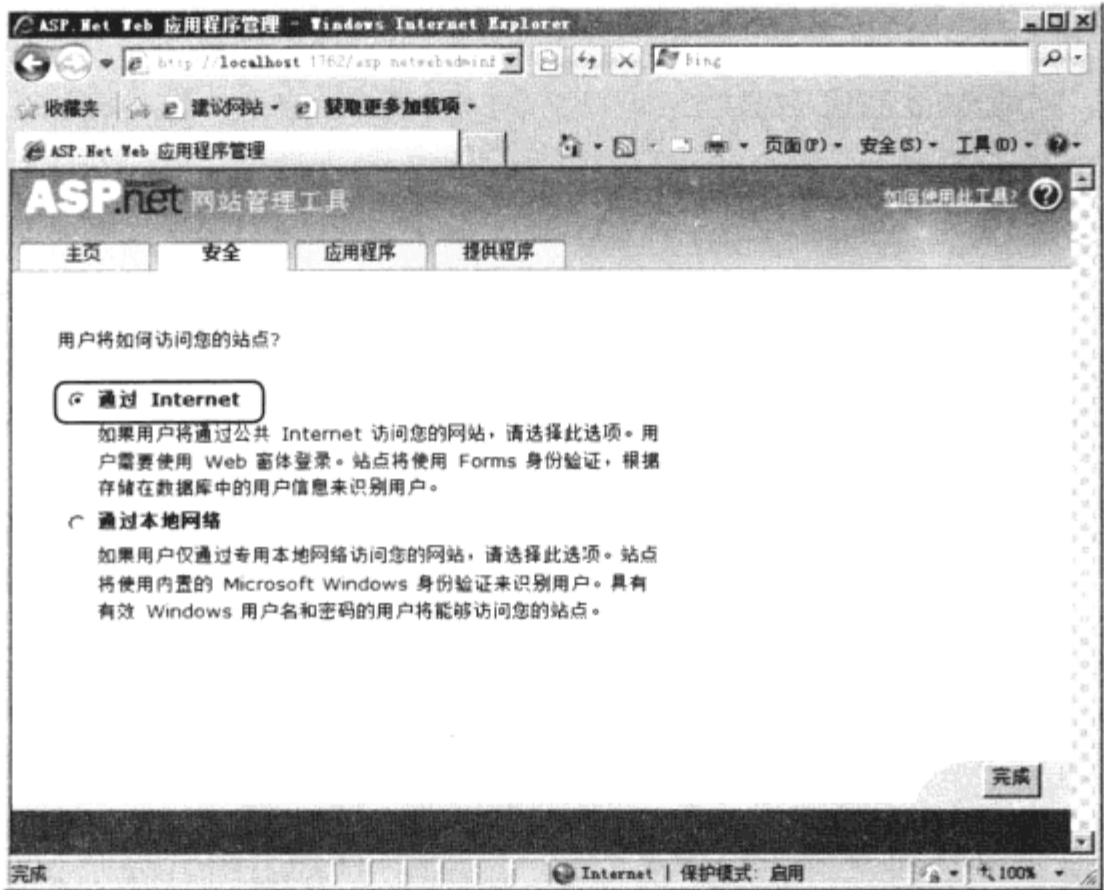 ASP.Net Web 应用程序管理 - Windows Internet Explorer
http://localhost:1762/asp.netwebadminf
Bing
收藏夹 建议网站 获取更多加载项
ASP.Net Web 应用程序管理
页面(P) 安全(S) 工具(O)
ASP.net 网站管理工具
如何使用此工具?
主页 安全 应用程序 提供程序
用户将如何访问您的站点?
通过 Internet
如果用户将通过公共 Internet 访问您的网站，请选择此选项。用
户需要使用 Web 窗体登录。站点将使用 Forms 身份验证，根据
存储在数据库中的用户信息来识别用户。
通过本地网络
如果用户仅通过专用本地网络访问您的网站，请选择此选项。站点
将使用内置的 Microsoft Windows 身份验证来识别用户。具有
有效 Windows 用户名和密码的用户将能够访问您的站点。
完成
完成
Internet | 保护模式: 启用
100%